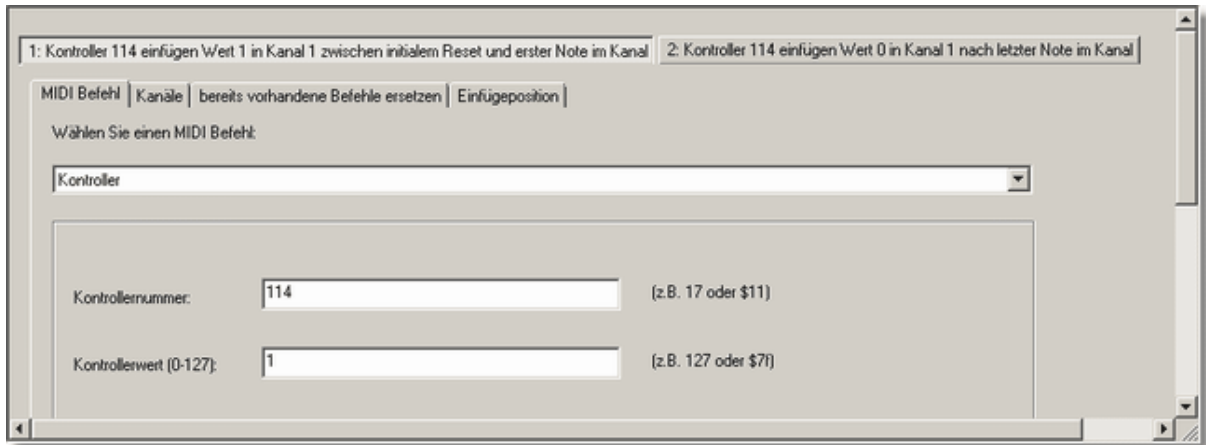 1: Kontroller 114 einfügen Wert 1 in Kanal 1 zwischen initialem Reset und erster Note im Kanal 2: Kontroller 114 einfügen Wert 0 in Kanal 1 nach letzter Note im Kanal
MIDI Befehl Kanäle bereits vorhandene Befehle ersetzen Einfügeposition
Wählen Sie einen MIDI Befehl:
Kontroller
Kontrollernummer: 114 (z.B. 17 oder $11)
Kontrollerwert (0-127): 1 (z.B. 127 oder $7f)